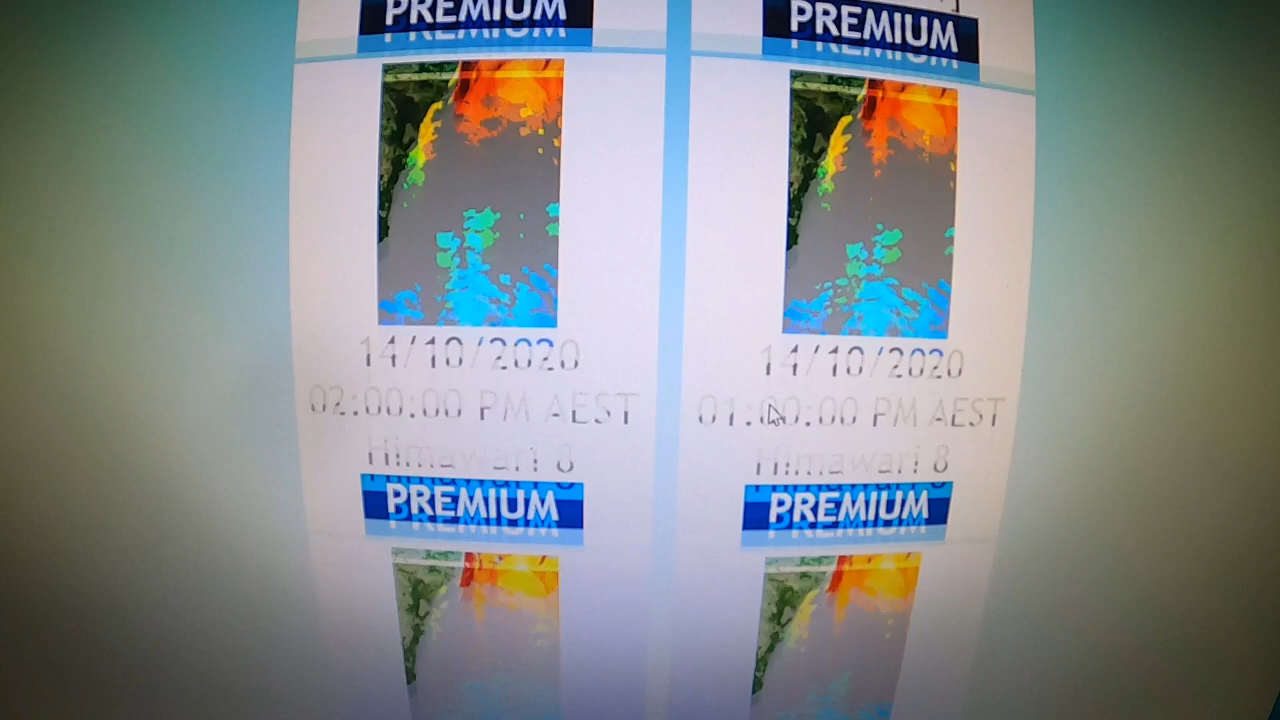 PREMIUM
PREMIUM
14/10/2020
02:00:00 PM AEST
Himawari 8
PREMIUM
14/10/2020
01:00:00 PM AEST
Himawari 8
PREMIUM